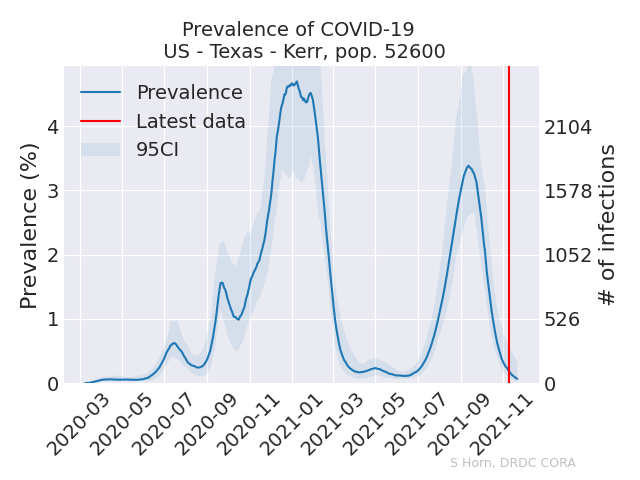 Prevalence of COVID-19
US - Texas - Kerr, pop. 52600
Prevalence
Latest data
95CI
Prevalence (%)
4
3
2
1
0
2104
1578
1052
526
0
# of infections
2020-03
2020-05
2020-07
2020-09
2020-11
2021-01
2021-03
2021-05
2021-07
2021-09
2021-11
S Horn, DRDC CORA